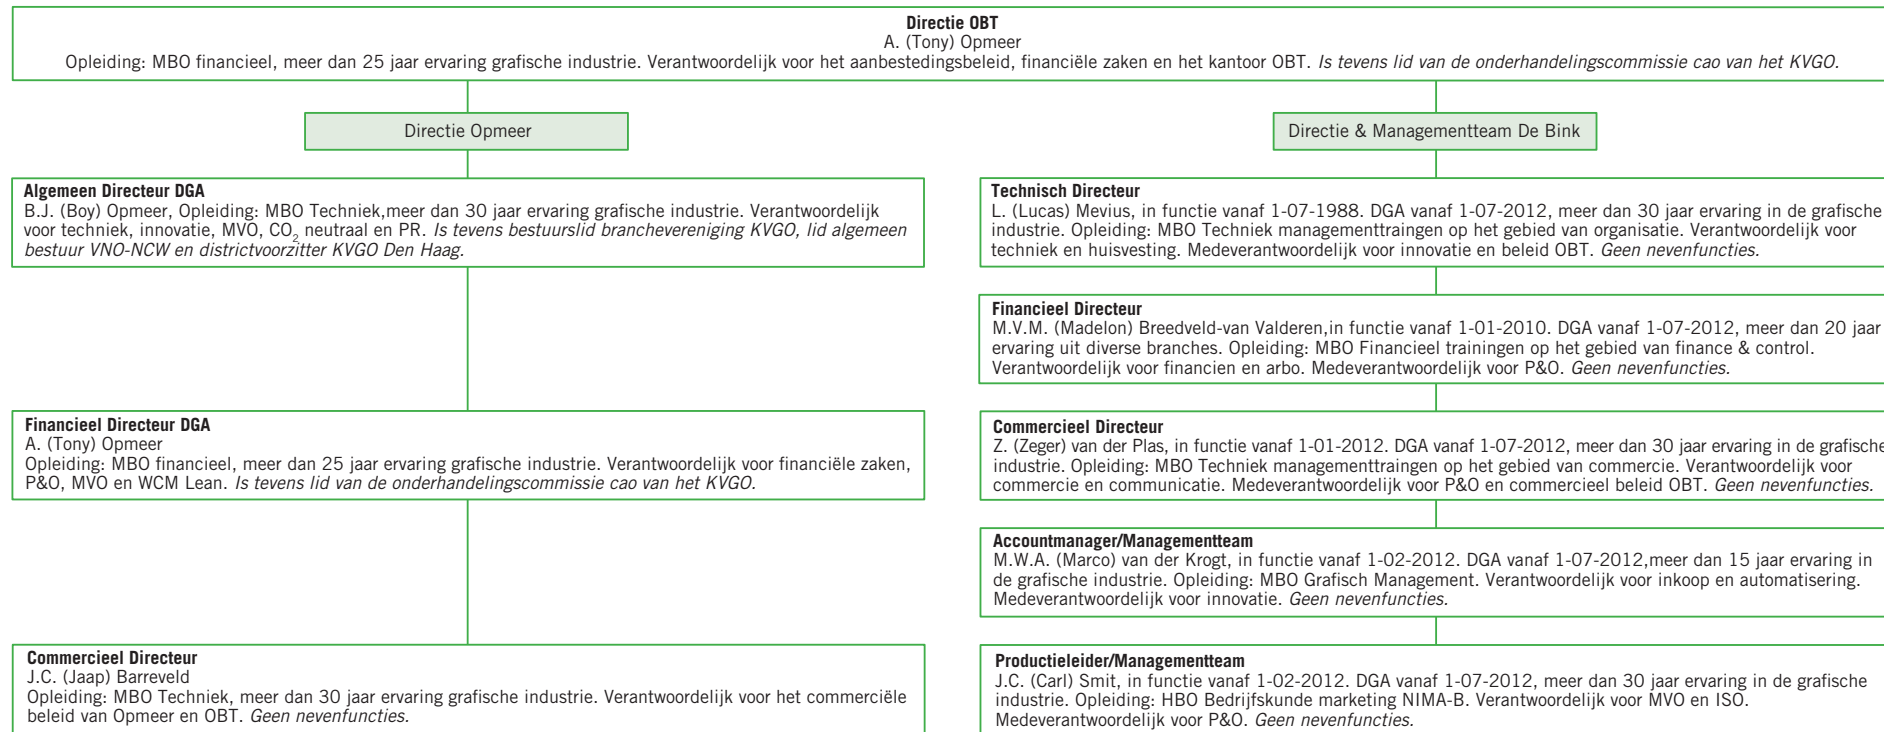 Directie OBT
A. (Tony) Opmeer
Opleiding: MBO financieel, meer dan 25 jaar ervaring grafische industrie. Verantwoordelijk voor het aanbestedingsbeleid, financiële zaken en het kantoor OBT. Is tevens lid van de onderhandelingscommissie cao van het KVGO.
Directie Opmeer
Algemeen Directeur DGA
B.J. (Boy) Opmeer, Opleiding: MBO Techniek,meer dan 30 jaar ervaring grafische industrie. Verantwoordelijk
voor techniek, innovatie, MVO, CO2 neutraal en PR. Is tevens bestuurslid branchevereniging KVGO, lid algemeen
bestuur VNO-NCW en districtvoorzitter KVGO Den Haag.
Financieel Directeur DGA
A. (Tony) Opmeer
Opleiding: MBO financieel, meer dan 25 jaar ervaring grafische industrie. Verantwoordelijk voor financiële zaken,
P&O, MVO en WCM Lean. Is tevens lid van de onderhandelingscommissie cao van het KVGO.
Commercieel Directeur
J.C. (Jaap) Barreveld
Opleiding: MBO Techniek, meer dan 30 jaar ervaring grafische industrie. Verantwoordelijk voor het commerciële
beleid van Opmeer en OBT. Geen nevenfuncties.
Directie & Managementteam De Bink
Technisch Directeur
L. (Lucas) Mevius, in functie vanaf 1-07-1988. DGA vanaf 1-07-2012, meer dan 30 jaar ervaring in de grafische
industrie. Opleiding: MBO Techniek managementtraingen op het gebied van organisatie. Verantwoordelijk voor
techniek en huisvesting. Medeverantwoordelijk voor innovatie en beleid OBT. Geen nevenfuncties.
Financieel Directeur
M.V.M. (Madelon) Breedveld-van Valderen,in functie vanaf 1-01-2010. DGA vanaf 1-07-2012, meer dan 20 jaar
ervaring uit diverse branches. Opleiding: MBO Financieel trainingen op het gebied van finance & control.
Verantwoordelijk voor financien en arbo. Medeverantwoordelijk voor P&O. Geen nevenfuncties.
Commercieel Directeur
Z. (Zeger) van der Plas, in functie vanaf 1-01-2012. DGA vanaf 1-07-2012, meer dan 30 jaar ervaring in de grafische
industrie. Opleiding: MBO Techniek managementtraingen op het gebied van commercie. Verantwoordelijk voor
commercie en communicatie. Medeverantwoordelijk voor P&O en commercieel beleid OBT. Geen nevenfuncties.
Accountmanager/Managementteam
M.W.A. (Marco) van der Krogt, in functie vanaf 1-02-2012. DGA vanaf 1-07-2012,meer dan 15 jaar ervaring in
de grafische industrie. Opleiding: MBO Grafisch Management. Verantwoordelijk voor inkoop en automatisering.
Medeverantwoordelijk voor innovatie. Geen nevenfuncties.
Productieleider/Managementteam
J.C. (Carl) Smit, in functie vanaf 1-02-2012. DGA vanaf 1-07-2012, meer dan 30 jaar ervaring in de grafische
industrie. Opleiding: HBO Bedrijfskunde marketing NIMA-B. Verantwoordelijk voor MVO en ISO.
Medeverantwoordelijk voor P&O. Geen nevenfuncties.